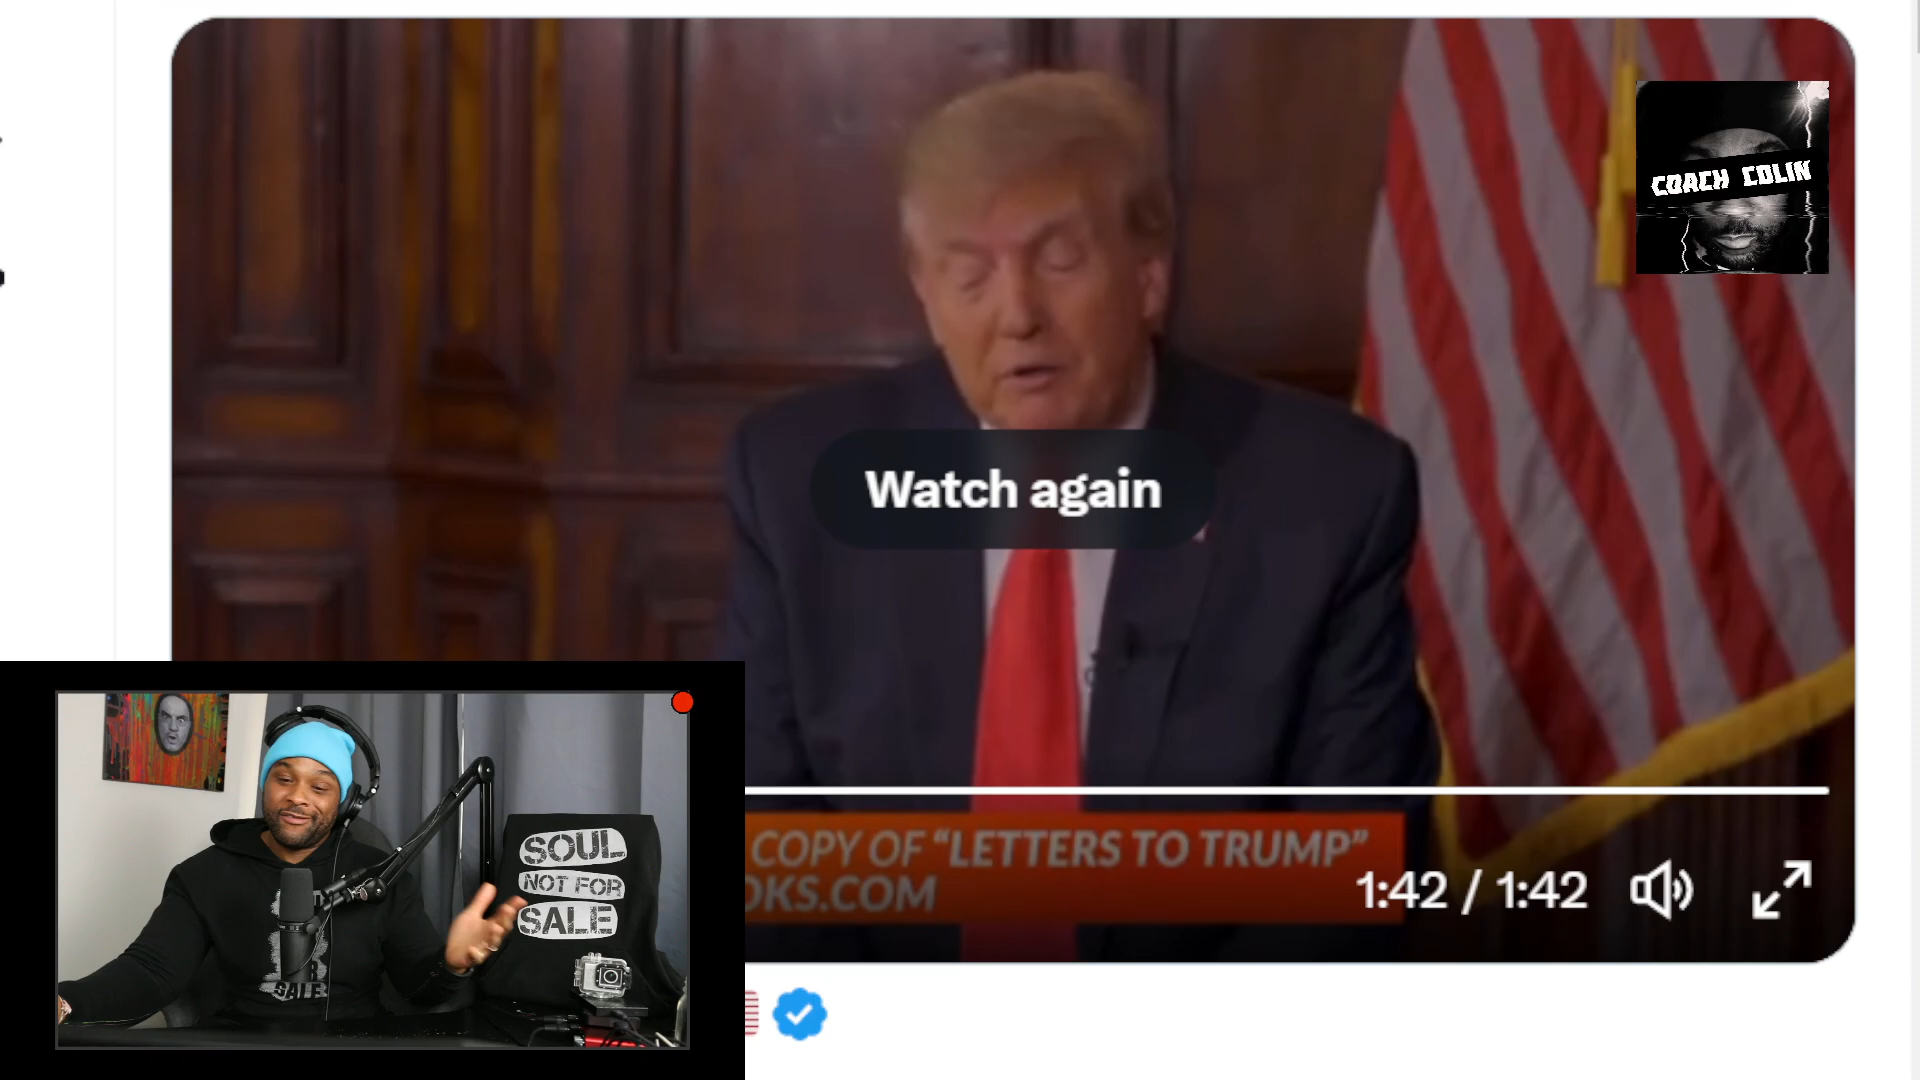 COACH COLIN
Watch again
COPY OF “LETTERS TO TRUMP”
OKS.COM
1:42 / 1:42
SOUL
NOT FOR
SALE
SALE